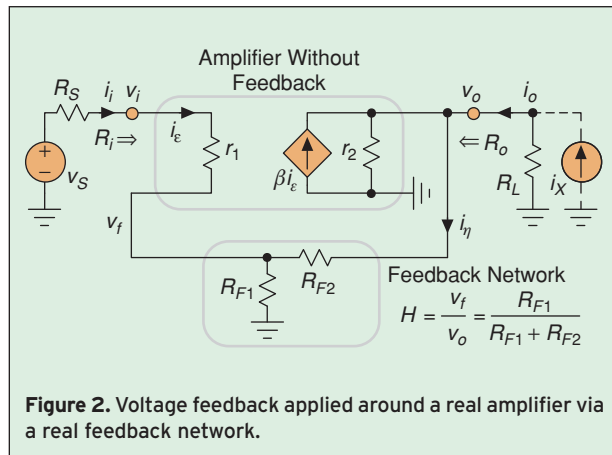 Amplifier Without
Feedback
R_S i_i v_i
v_o i_o
R_i ⇒ i_ε
r_1
r_2
⇐ R_o
+
−
v_S
βi_ε
R_L
i_X
v_f
i_η
R_F2
R_F1
Feedback Network
H = v_f / v_o = R_F1 / (R_F1 + R_F2)
Figure 2. Voltage feedback applied around a real amplifier via
a real feedback network.